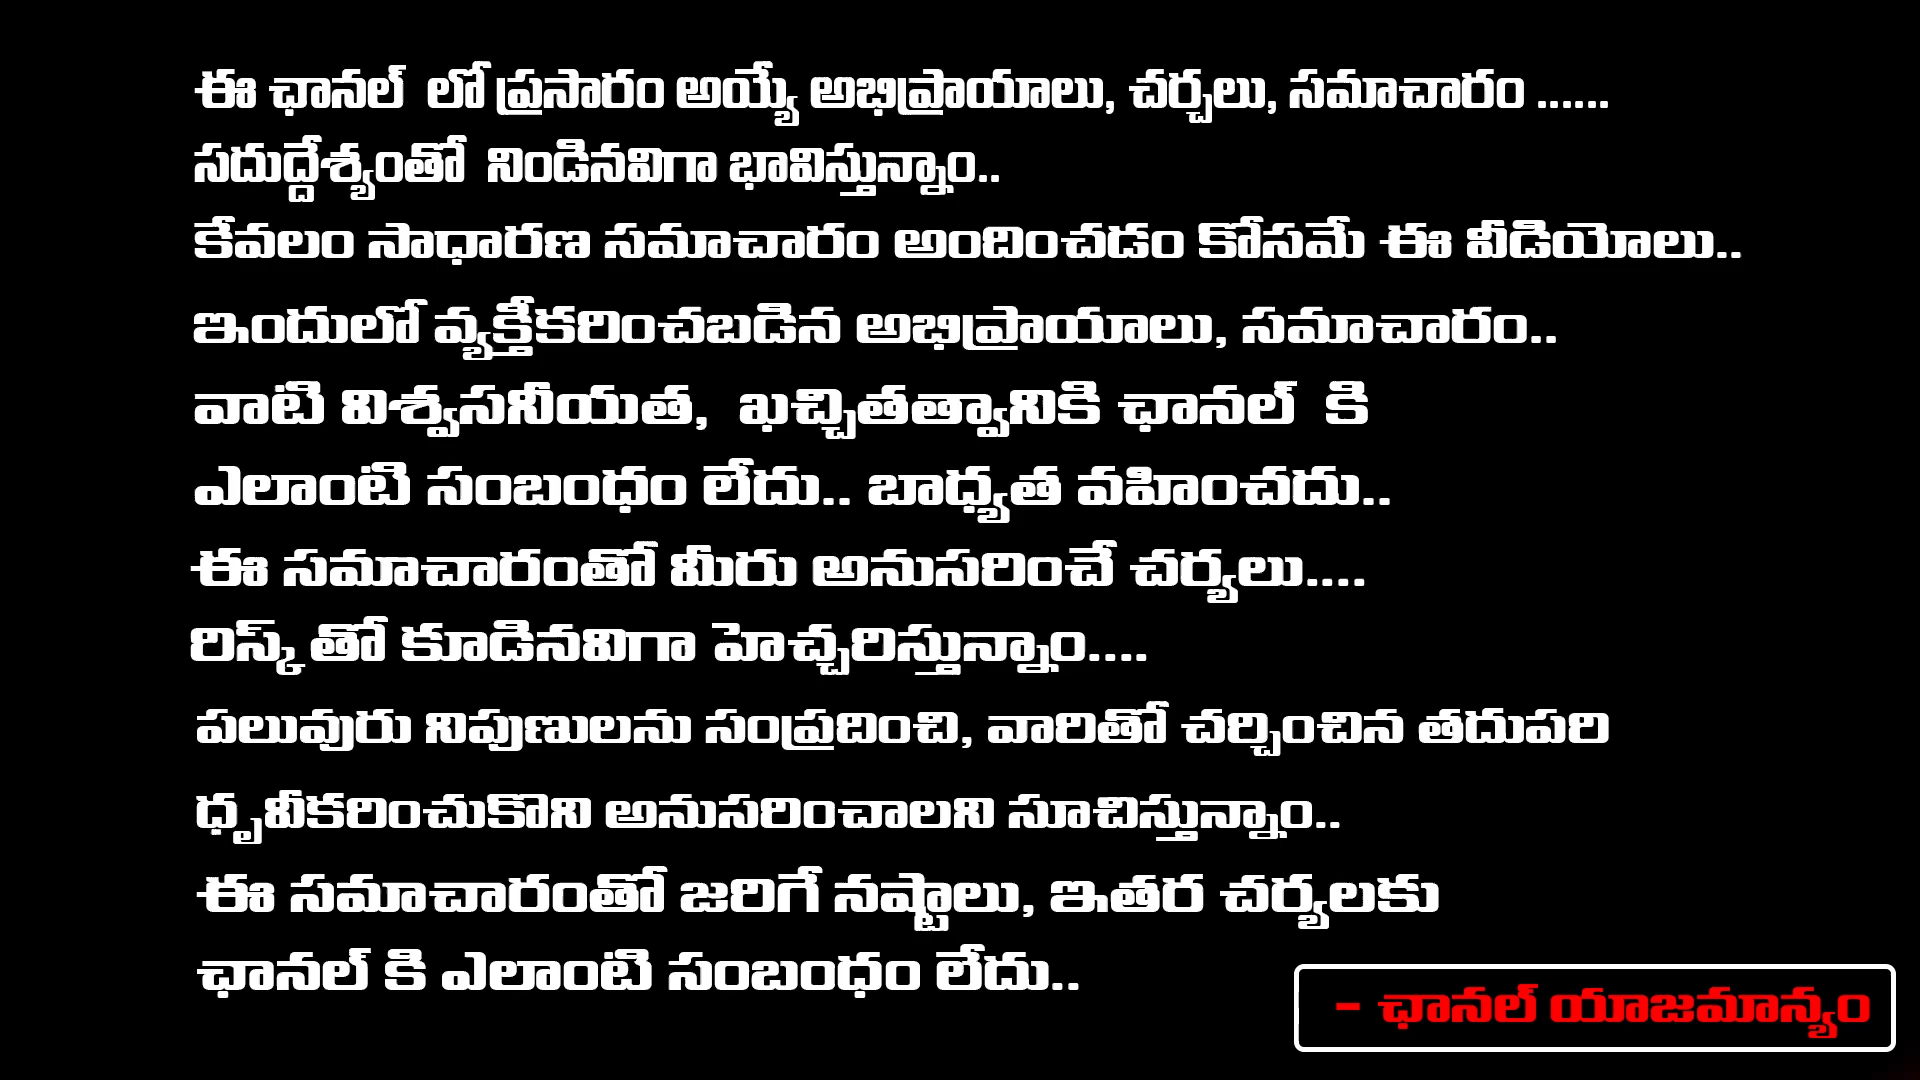 ఈ ఛానల్ లో ప్రసారం అయ్యే అభిప్రాయాలు, చర్చలు, సమాచారం ......
సదుద్దేశ్యంతో నిండినవిగా భావిస్తున్నాం..
కేవలం సాధారణ సమాచారం అందించడం కోసమే ఈ వీడియోలు..
ఇందులో వ్యక్తీకరించబడిన అభిప్రాయాలు, సమాచారం..
వాటి విశ్వసనీయత, ఖచ్చితత్వానికి ఛానల్ కి
ఎలాంటి సంబంధం లేదు.. బాధ్యత వహించదు..
ఈ సమాచారంతో మీరు అనుసరించే చర్యలు....
రిస్క్ తో కూడినవిగా హెచ్చరిస్తున్నాం....
పలువురు నిపుణులను సంప్రదించి, వారితో చర్చించిన తదుపరి
ధృవీకరించుకొని అనుసరించాలని సూచిస్తున్నాం..
ఈ సమాచారంతో జరిగే నష్టాలు, ఇతర చర్యలకు
ఛానల్ కి ఎలాంటి సంబంధం లేదు..
- ఛానల్ యాజమాన్యం